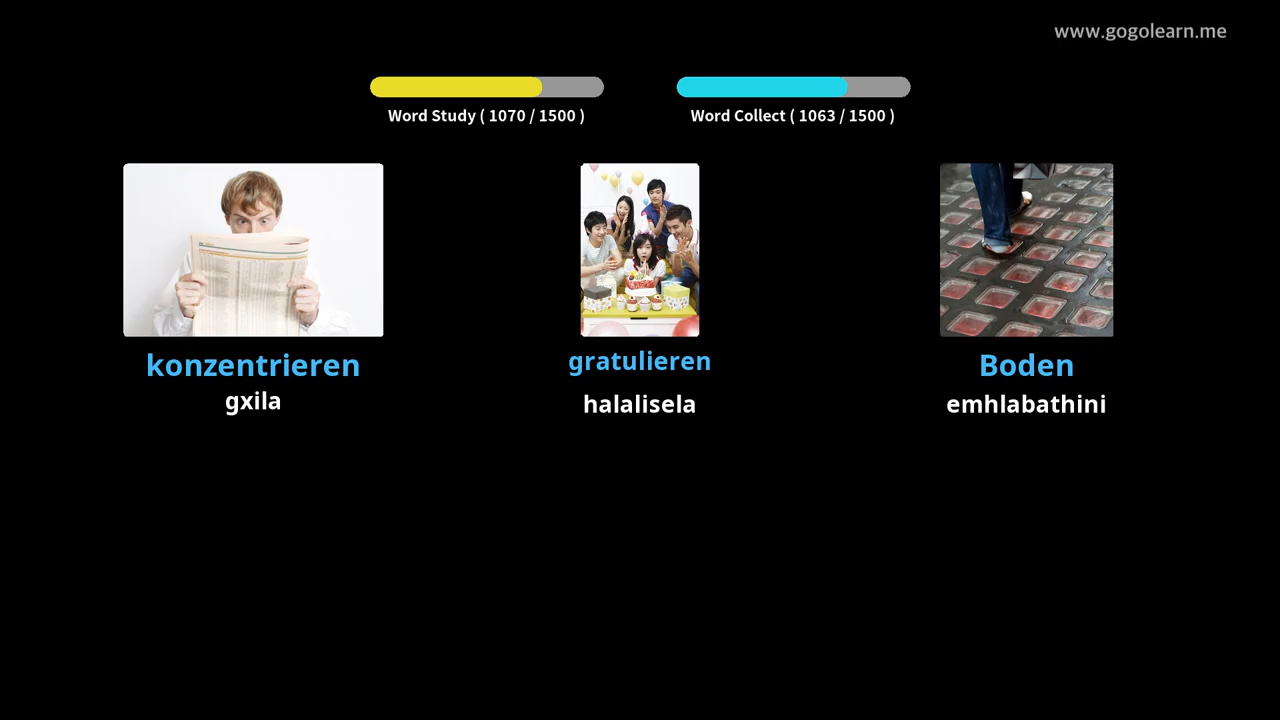 www.gogolearn.me
Word Study ( 1070 / 1500 )
Word Collect ( 1063 / 1500 )
konzentrieren
gxila
gratulieren
halalisela
Boden
emhlabathini